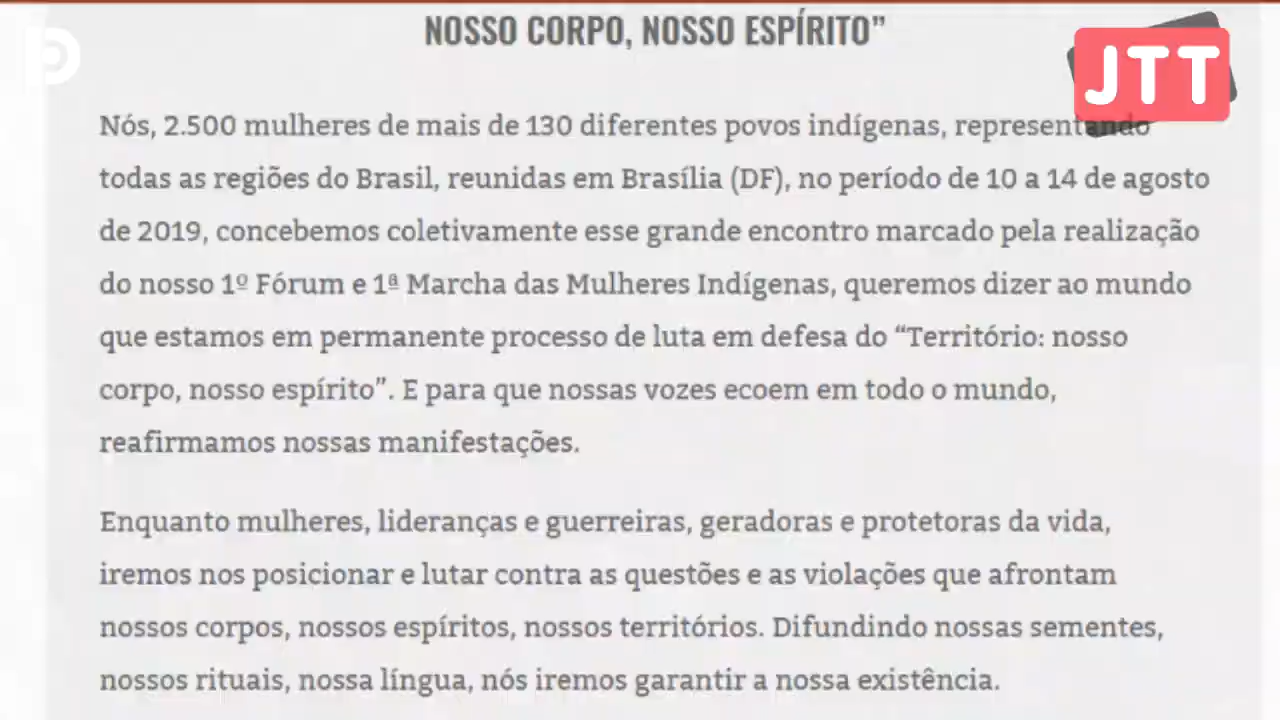 NOSSO CORPO, NOSSO ESPÍRITO”
JTT
Nós, 2.500 mulheres de mais de 130 diferentes povos indígenas, representando
todas as regiões do Brasil, reunidas em Brasília (DF), no período de 10 a 14 de agosto
de 2019, concebemos coletivamente esse grande encontro marcado pela realização
do nosso 1º Fórum e 1ª Marcha das Mulheres Indígenas, queremos dizer ao mundo
que estamos em permanente processo de luta em defesa do “Território: nosso
corpo, nosso espírito”. E para que nossas vozes ecoem em todo o mundo,
reafirmamos nossas manifestações.
Enquanto mulheres, lideranças e guerreiras, geradoras e protetoras da vida,
iremos nos posicionar e lutar contra as questões e as violações que afrontam
nossos corpos, nossos espíritos, nossos territórios. Difundindo nossas sementes,
nossos rituais, nossa língua, nós iremos garantir a nossa existência.